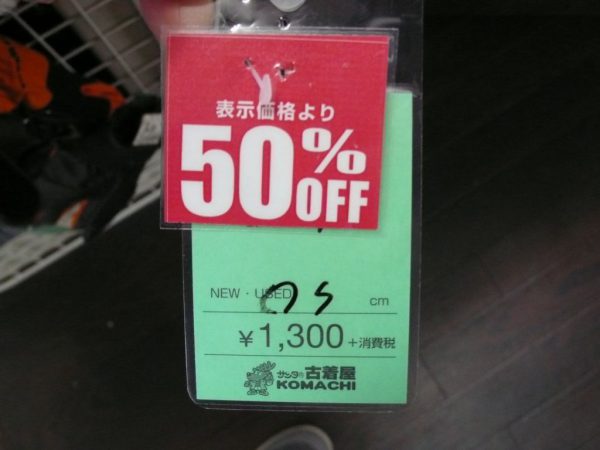 表示価格より
50%
OFF
NEW・USED
cm
¥1,300 +消費税
サンタの古着屋
KOMACHI